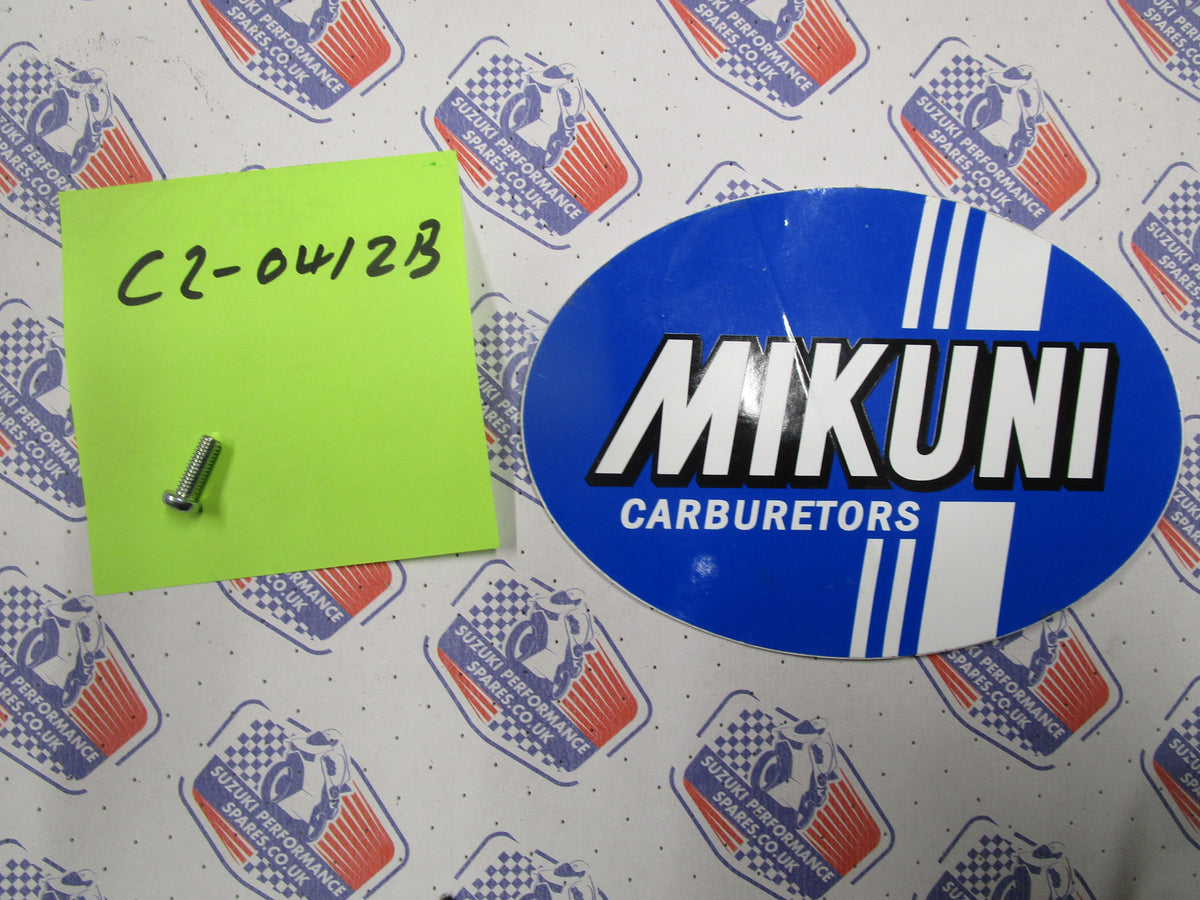 C2-0412B
MIKUNI
CARBURETORS
SUZUKI PERFORMANCE
SPARES.CO.UK